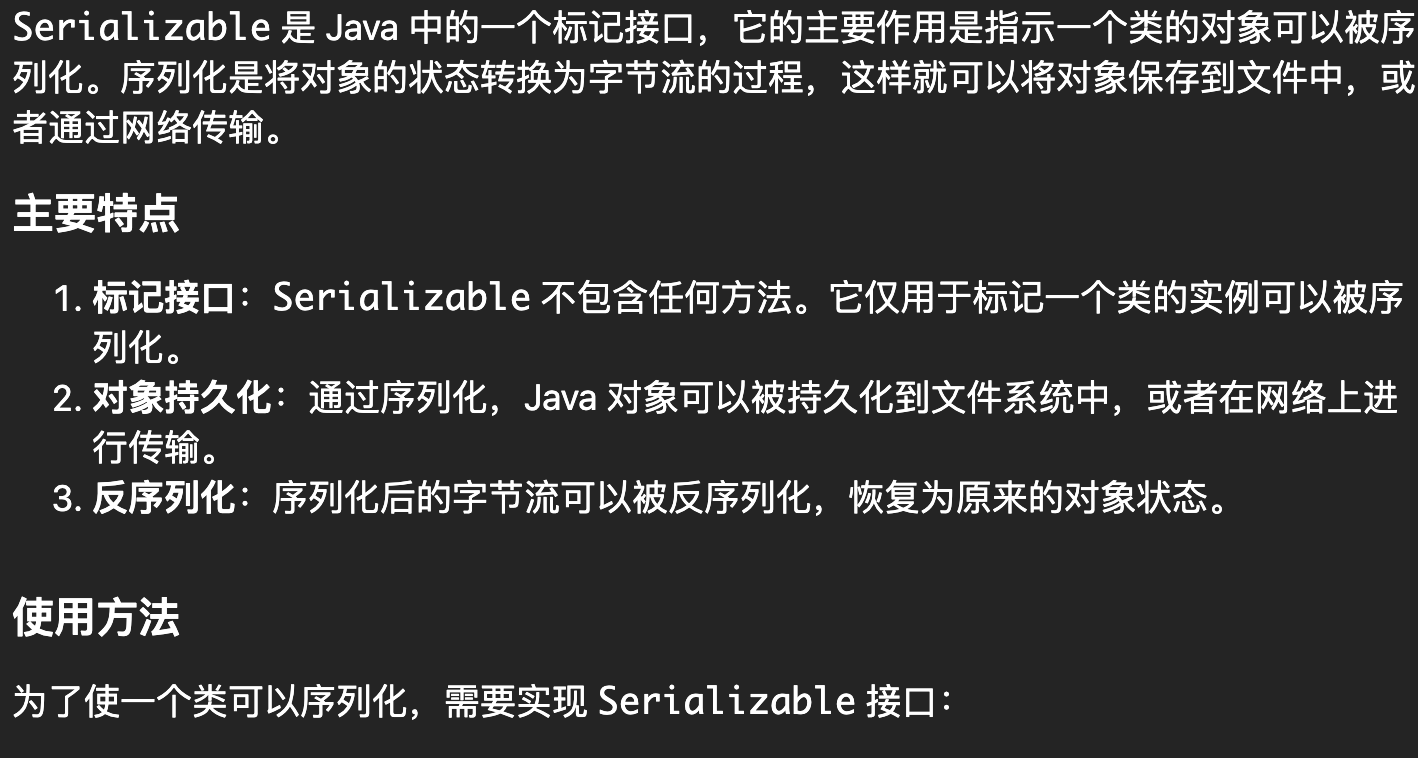 Serializable 是 Java 中的一个标记接口，它的主要作用是指示一个类的对象可以被序
列化。序列化是将对象的状态转换为字节流的过程，这样就可以将对象保存到文件中，或
者通过网络传输。
主要特点
1. 标记接口：Serializable 不包含任何方法。它仅用于标记一个类的实例可以被序
列化。
2. 对象持久化：通过序列化，Java 对象可以被持久化到文件系统中，或者在网络上进
行传输。
3. 反序列化：序列化后的字节流可以被反序列化，恢复为原来的对象状态。
使用方法
为了使一个类可以序列化，需要实现 Serializable 接口：